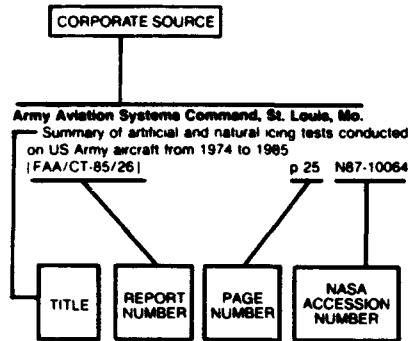 CORPORATE SOURCE
Army Aviation Systems Command, St. Louis, Mo.
Summary of artificial and natural icing tests conducted
on US Army aircraft from 1974 to 1985
[FAA/CT-85/26] p 25 N87-10064
TITLE
REPORT
NUMBER
PAGE
NUMBER
NASA
ACCESSION
NUMBER